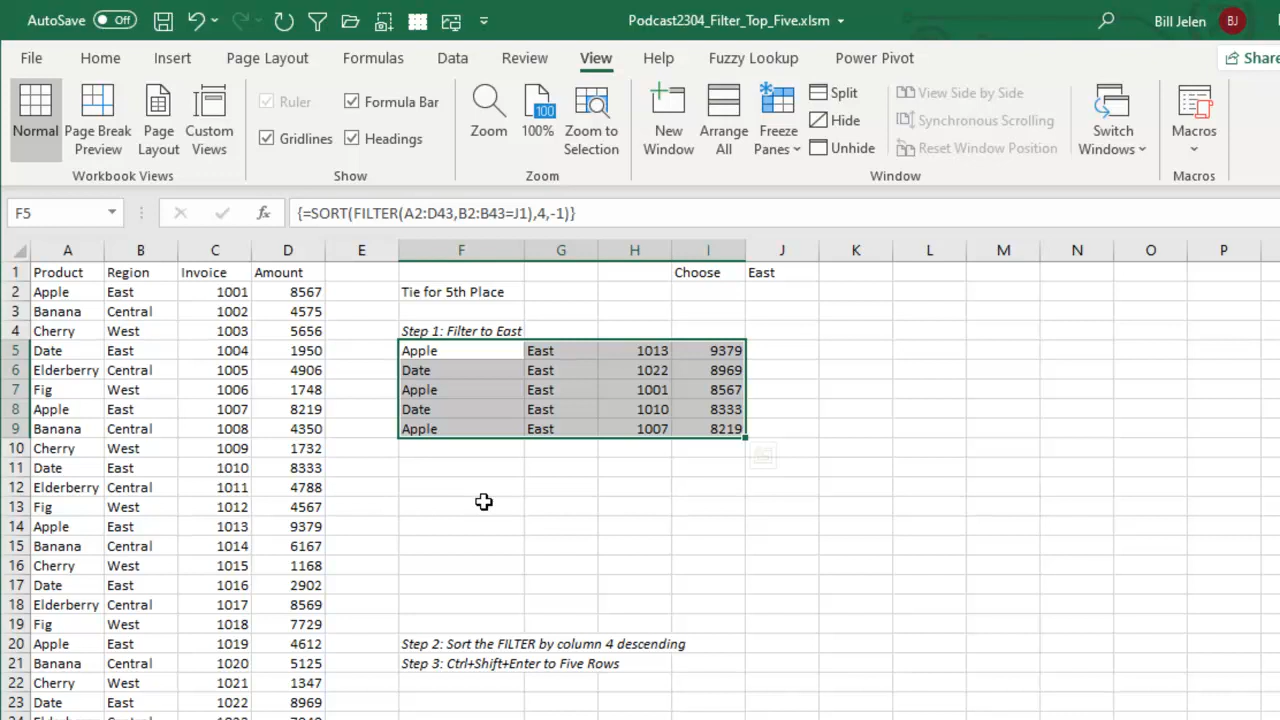 AutoSave Off Podcast2304_Filter_Top_Five.xlsm Bill Jelen BJ
File Home Insert Page Layout Formulas Data Review View Help Fuzzy Lookup Power Pivot Share
Normal Page Break Preview Page Layout Custom Views
Workbook Views
Ruler Formula Bar
Gridlines Headings
Show
Zoom 100% Zoom to Selection
Zoom
New Window Arrange All Freeze Panes
Split
Hide
Unhide
View Side by Side
Synchronous Scrolling
Reset Window Position
Switch Windows
Window
Macros
Macros
F5 fx {=SORT(FILTER(A2:D43,B2:B43=J1),4,-1)}
A B C D E F G H I J K L M N O P
1 Product Region Invoice Amount Choose East
2 Apple East 1001 8567 Tie for 5th Place
3 Banana Central 1002 4575
4 Cherry West 1003 5656 Step 1: Filter to East
5 Date East 1004 1950 Apple East 1013 9379
6 Elderberry Central 1005 4906 Date East 1022 8969
7 Fig West 1006 1748 Apple East 1001 8567
8 Apple East 1007 8219 Date East 1010 8333
9 Banana Central 1008 4350 Apple East 1007 8219
10 Cherry West 1009 1732
11 Date East 1010 8333
12 Elderberry Central 1011 4788
13 Fig West 1012 4567
14 Apple East 1013 9379
15 Banana Central 1014 6167
16 Cherry West 1015 1168
17 Date East 1016 2902
18 Elderberry Central 1017 8569
19 Fig West 1018 7729
20 Apple East 1019 4612 Step 2: Sort the FILTER by column 4 descending
21 Banana Central 1020 5125 Step 3: Ctrl+Shift+Enter to Five Rows
22 Cherry West 1021 1347
23 Date East 1022 8969